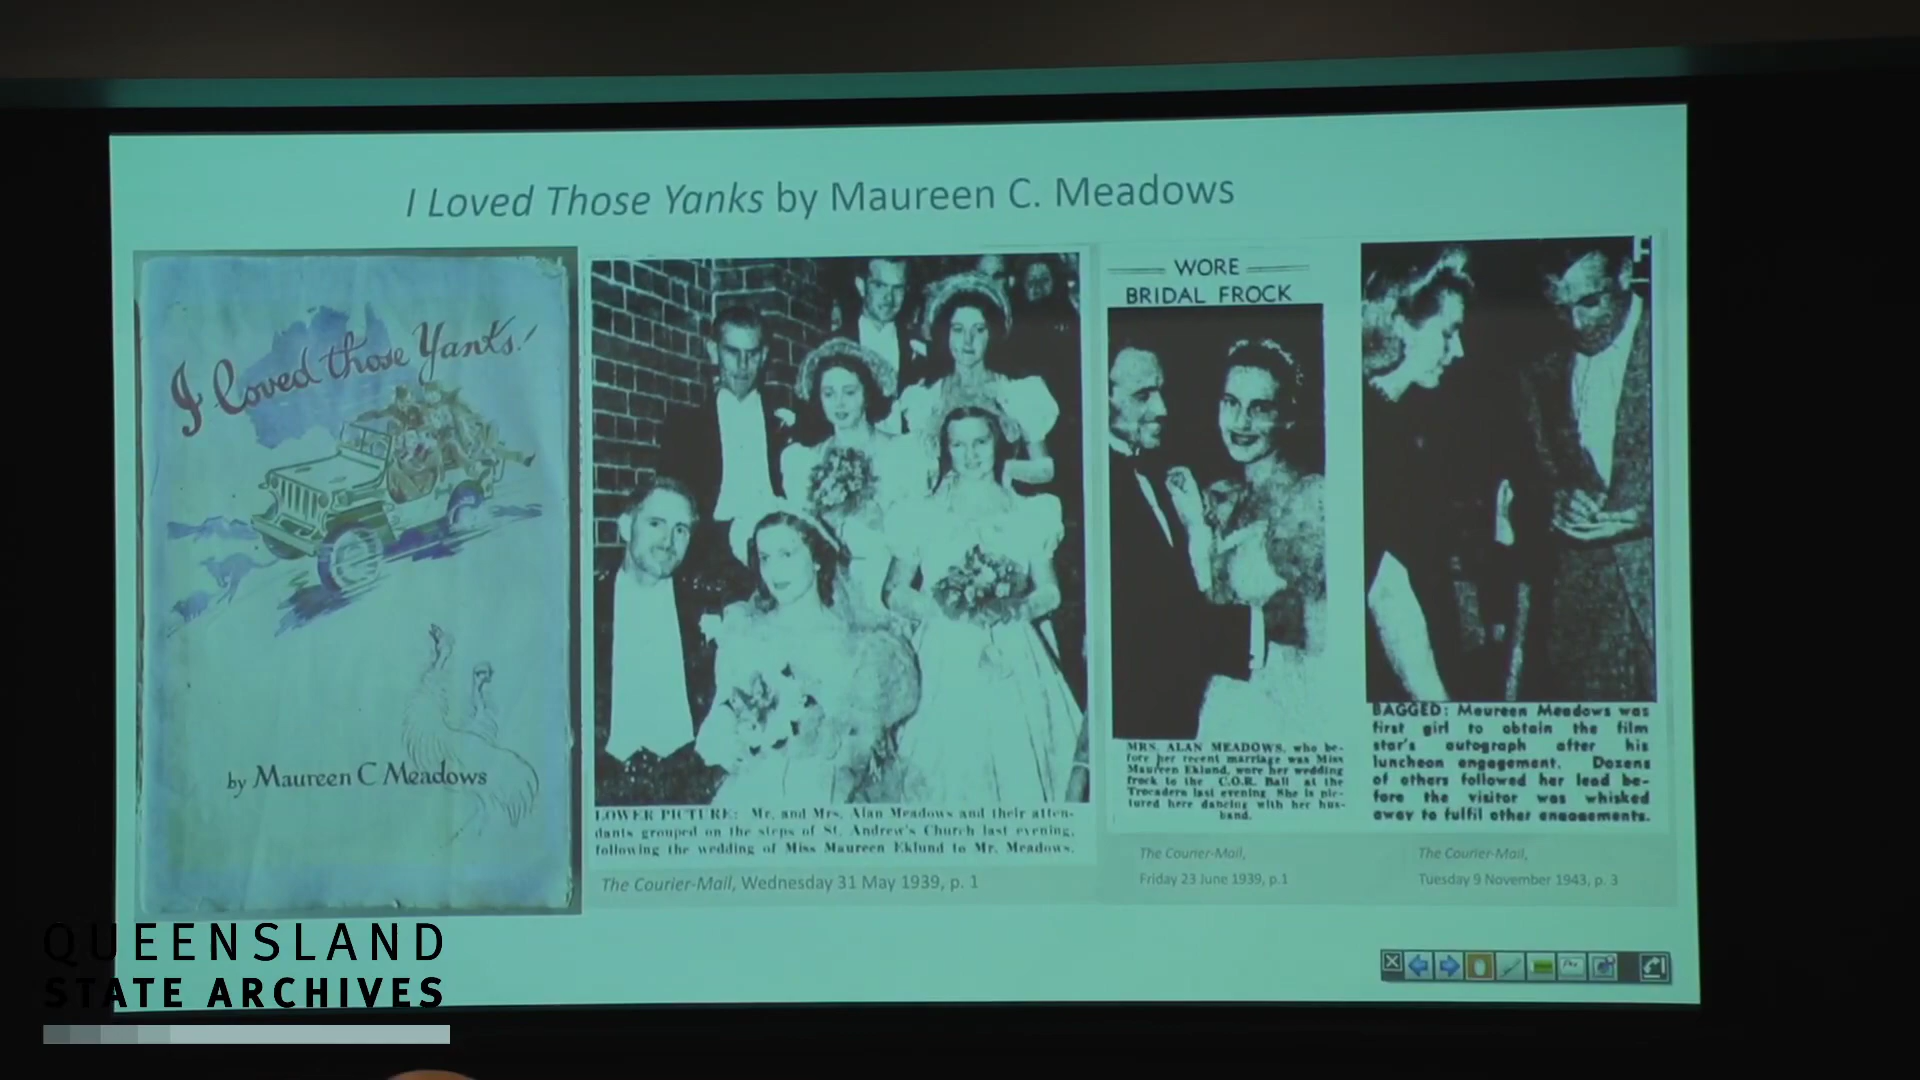 I Loved Those Yanks by Maureen C. Meadows
I loved those Yanks!
by Maureen C Meadows
LOWER PICTURE: Mr. and Mrs. Alan Meadows and their atten-
dants grouped on the steps of St. Andrew's Church last evening,
following the wedding of Miss Maureen Eklund to Mr. Meadows.
The Courier-Mail, Wednesday 31 May 1939, p. 1
WORE
BRIDAL FROCK
MRS. ALAN MEADOWS, who be-
fore her recent marriage was Miss
Maureen Eklund, wore her wedding
frock to the C.O.R. Ball at the
Trocadero last evening. She is pic-
tured here dancing with her hus-
band.
The Courier-Mail,
Friday 23 June 1939, p.1
BAGGED: Maureen Meadows was
first girl to obtain the film
star's autograph after his
luncheon engagement. Dozens
of others followed her lead be-
fore the visitor was whisked
away to fulfil other engagements.
The Courier-Mail,
Tuesday 9 November 1943, p. 3
QUEENSLAND
STATE ARCHIVES